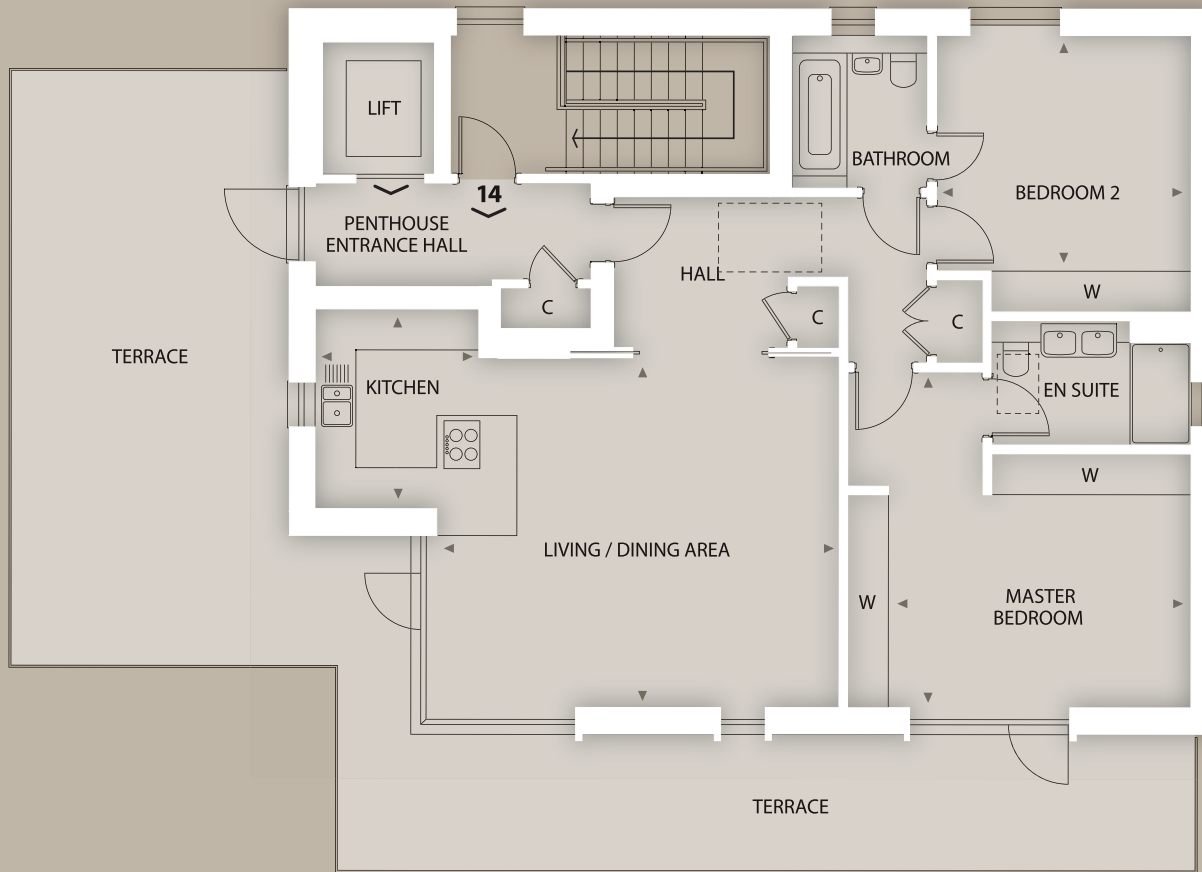 LIFT
BATHROOM
14
BEDROOM 2
PENTHOUSE
ENTRANCE HALL
HALL
W
C
C
C
TERRACE
KITCHEN
EN SUITE
W
LIVING / DINING AREA
W
MASTER
BEDROOM
TERRACE